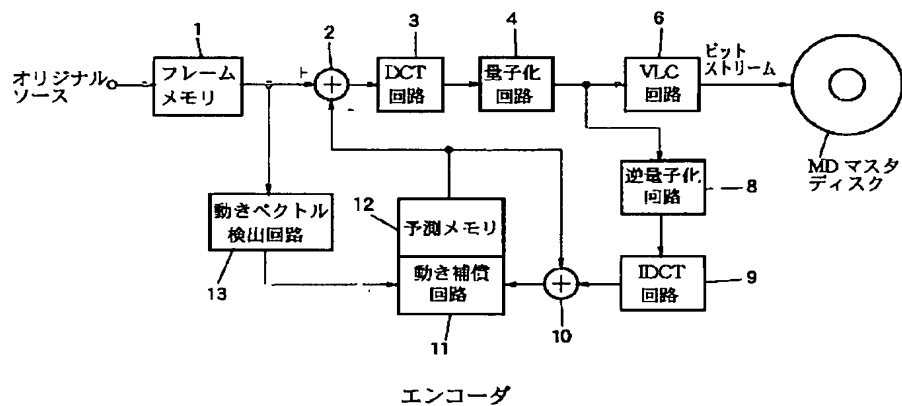 1
2
3
4
6
オリジナル
ソース
フレーム
メモリ
+
-
DCT
回路
量子化
回路
VLC
回路
ビット
ストリーム
MD マスタ
ディスク
逆量子化
回路
8
12
予測メモリ
動きベクトル
検出回路
13
動き補償
回路
11
10
IDCT
回路
9
エンコーダ